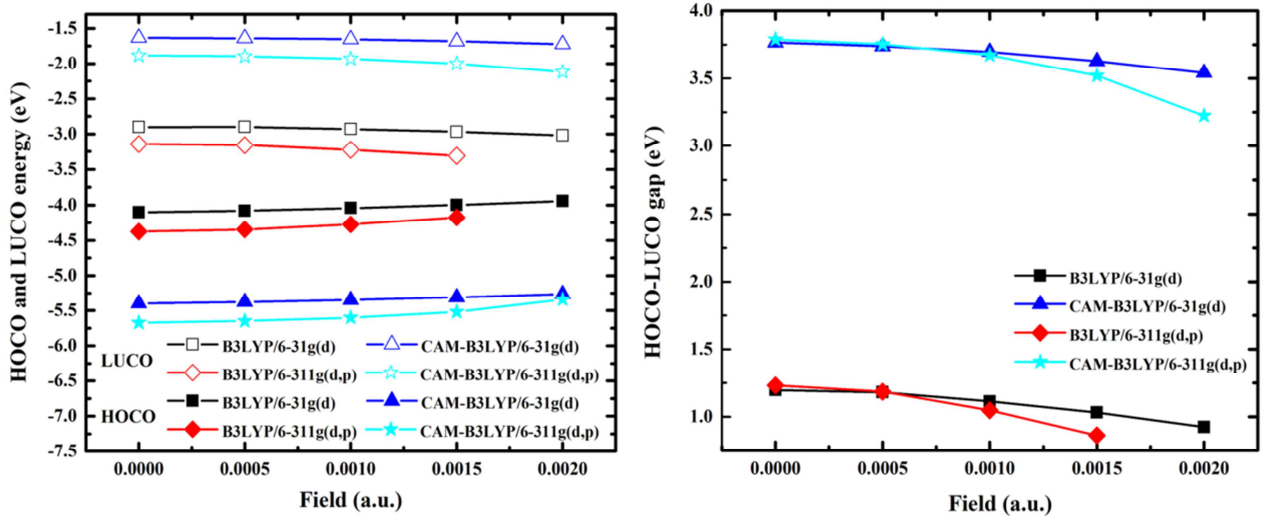 HOCO and LUCO energy (eV)
-1.5
-2.0
-2.5
-3.0
-3.5
-4.0
-4.5
-5.0
-5.5
-6.0
-6.5
-7.0
-7.5
LUCO
B3LYP/6-31g(d)
CAM-B3LYP/6-31g(d)
B3LYP/6-311g(d,p)
CAM-B3LYP/6-311g(d,p)
HOCO
B3LYP/6-31g(d)
CAM-B3LYP/6-31g(d)
B3LYP/6-311g(d,p)
CAM-B3LYP/6-311g(d,p)
0.0000 0.0005 0.0010 0.0015 0.0020
Field (a.u.)
HOCO-LUCO gap (eV)
4.0
3.5
3.0
2.5
2.0
1.5
1.0
B3LYP/6-31g(d)
CAM-B3LYP/6-31g(d)
B3LYP/6-311g(d,p)
CAM-B3LYP/6-311g(d,p)
0.0000 0.0005 0.0010 0.0015 0.0020
Field (a.u.)